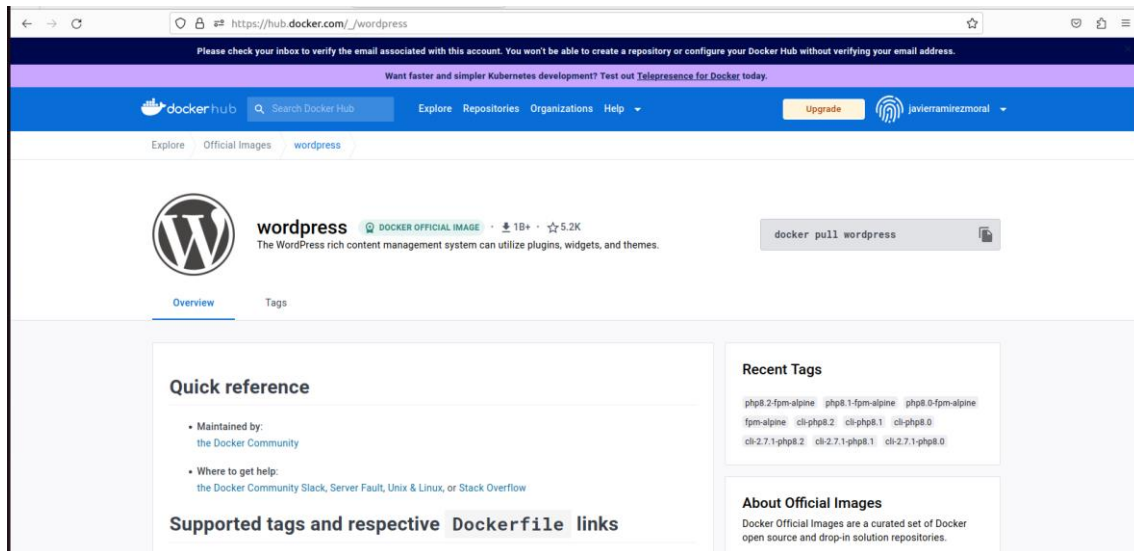 https://hub.docker.com/_/wordpress
Please check your inbox to verify the email associated with this account. You won't be able to create a repository or configure your Docker Hub without verifying your email address.
Want faster and simpler Kubernetes development? Test out Telepresence for Docker today.
dockerhub Search Docker Hub Explore Repositories Organizations Help Upgrade javierramirezmoral
Explore Official Images wordpress
wordpress DOCKER OFFICIAL IMAGE · 1B+ · 5.2K
The WordPress rich content management system can utilize plugins, widgets, and themes.
docker pull wordpress
Overview Tags
Quick reference
• Maintained by:
the Docker Community
• Where to get help:
the Docker Community Slack, Server Fault, Unix & Linux, or Stack Overflow
Supported tags and respective Dockerfile links
Recent Tags
php8.2-fpm-alpine php8.1-fpm-alpine php8.0-fpm-alpine
fpm-alpine cli-php8.2 cli-php8.1 cli-php8.0
cli-2.7.1-php8.2 cli-2.7.1-php8.1 cli-2.7.1-php8.0
About Official Images
Docker Official Images are a curated set of Docker
open source and drop-in solution repositories.